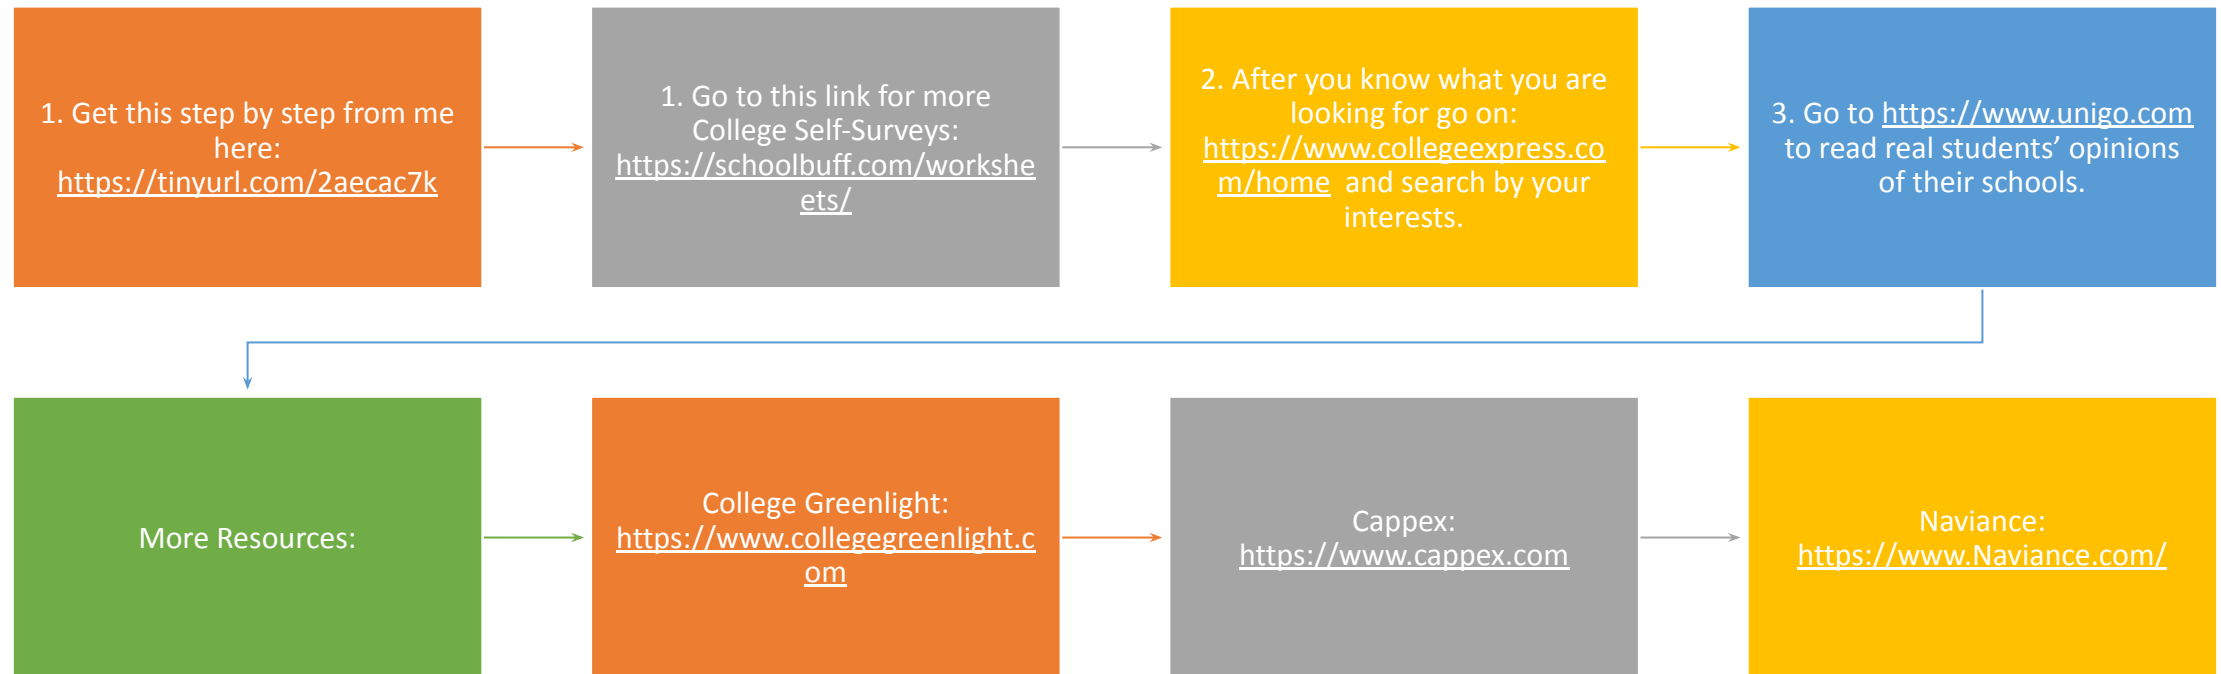 1. Get this step by step from me
here:
https://tinyurl.com/2aecac7k
1. Go to this link for more
College Self-Surveys:
https://schoolbuff.com/workshe
ets/
2. After you know what you are
looking for go on:
https://www.collegeexpress.co
m/home  and search by your
interests.
3. Go to https://www.unigo.com
to read real students’ opinions
of their schools.
More Resources:
College Greenlight:
https://www.collegegreenlight.c
om
Cappex:
https://www.cappex.com
Naviance:
https://www.Naviance.com/